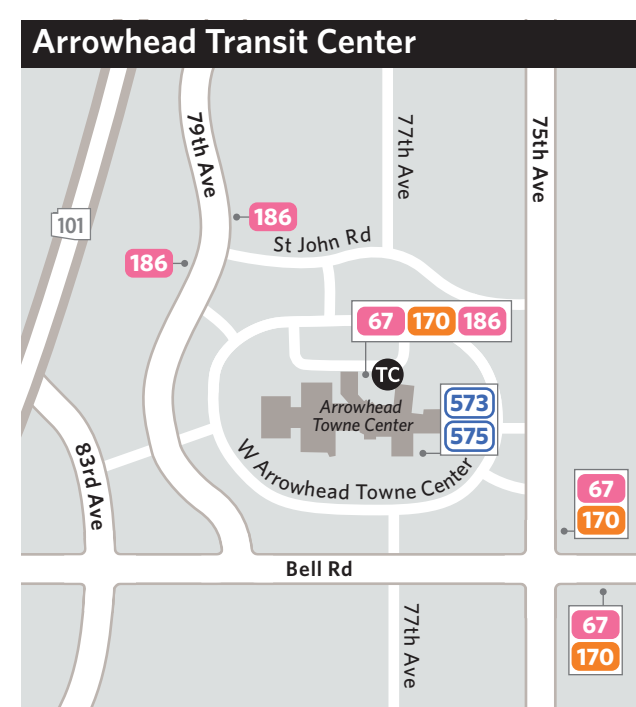 Arrowhead Transit Center
79th Ave
77th Ave
75th Ave
101
186
St John Rd
186
67 170 186
TC
Arrowhead
Towne Center
573
575
83rd Ave
W Arrowhead Towne Center
67
170
Bell Rd
77th Ave
67
170